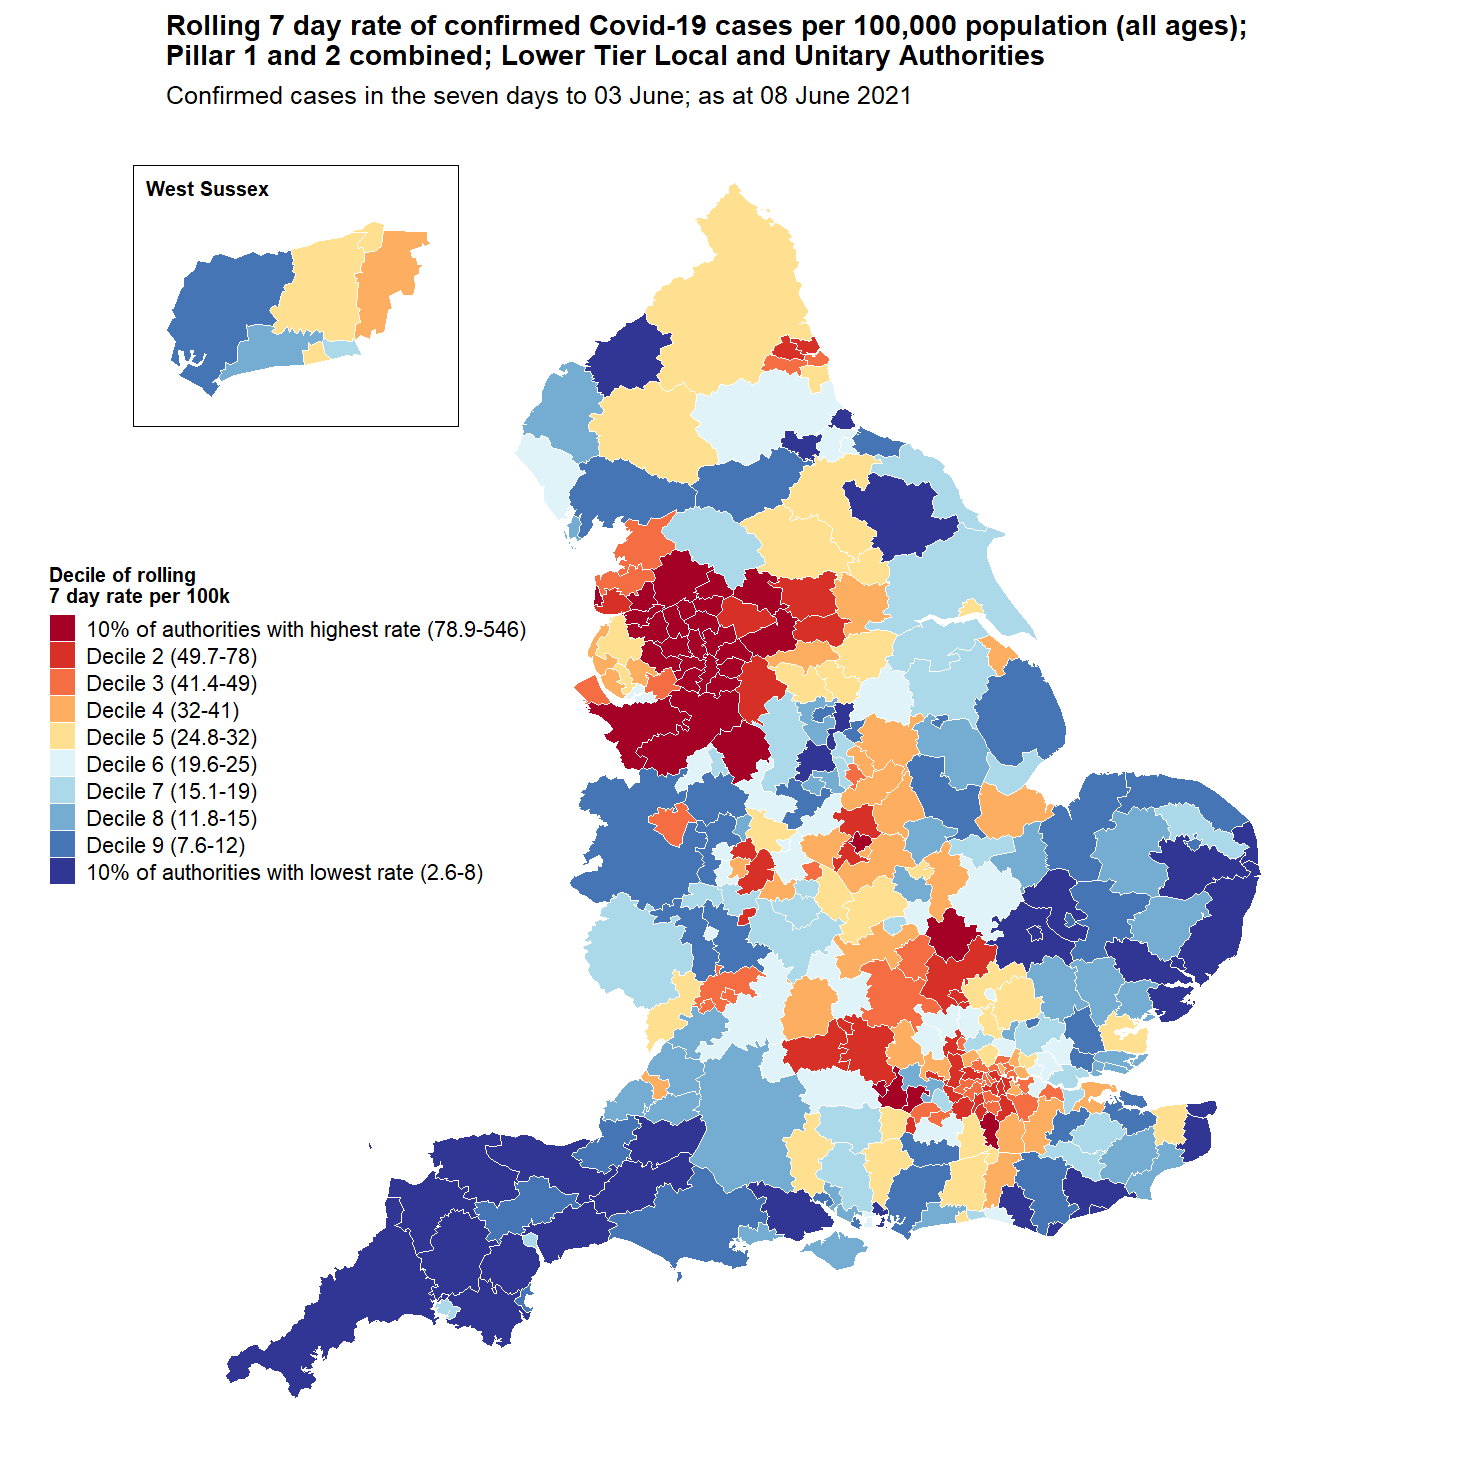 Rolling 7 day rate of confirmed Covid-19 cases per 100,000 population (all ages);
Pillar 1 and 2 combined; Lower Tier Local and Unitary Authorities
Confirmed cases in the seven days to 03 June; as at 08 June 2021
West Sussex
Decile of rolling
7 day rate per 100k
10% of authorities with highest rate (78.9-546)
Decile 2 (49.7-78)
Decile 3 (41.4-49)
Decile 4 (32-41)
Decile 5 (24.8-32)
Decile 6 (19.6-25)
Decile 7 (15.1-19)
Decile 8 (11.8-15)
Decile 9 (7.6-12)
10% of authorities with lowest rate (2.6-8)